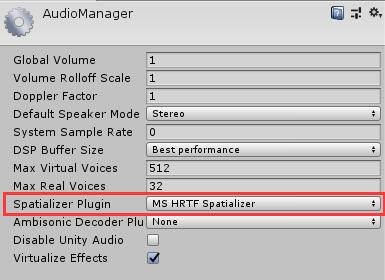 AudioManager
Global Volume 1
Volume Rolloff Scale 1
Doppler Factor 1
Default Speaker Mode Stereo
System Sample Rate 0
DSP Buffer Size Best performance
Max Virtual Voices 512
Max Real Voices 32
Spatializer Plugin MS HRTF Spatializer
Ambisonic Decoder Plu None
Disable Unity Audio
Virtualize Effects